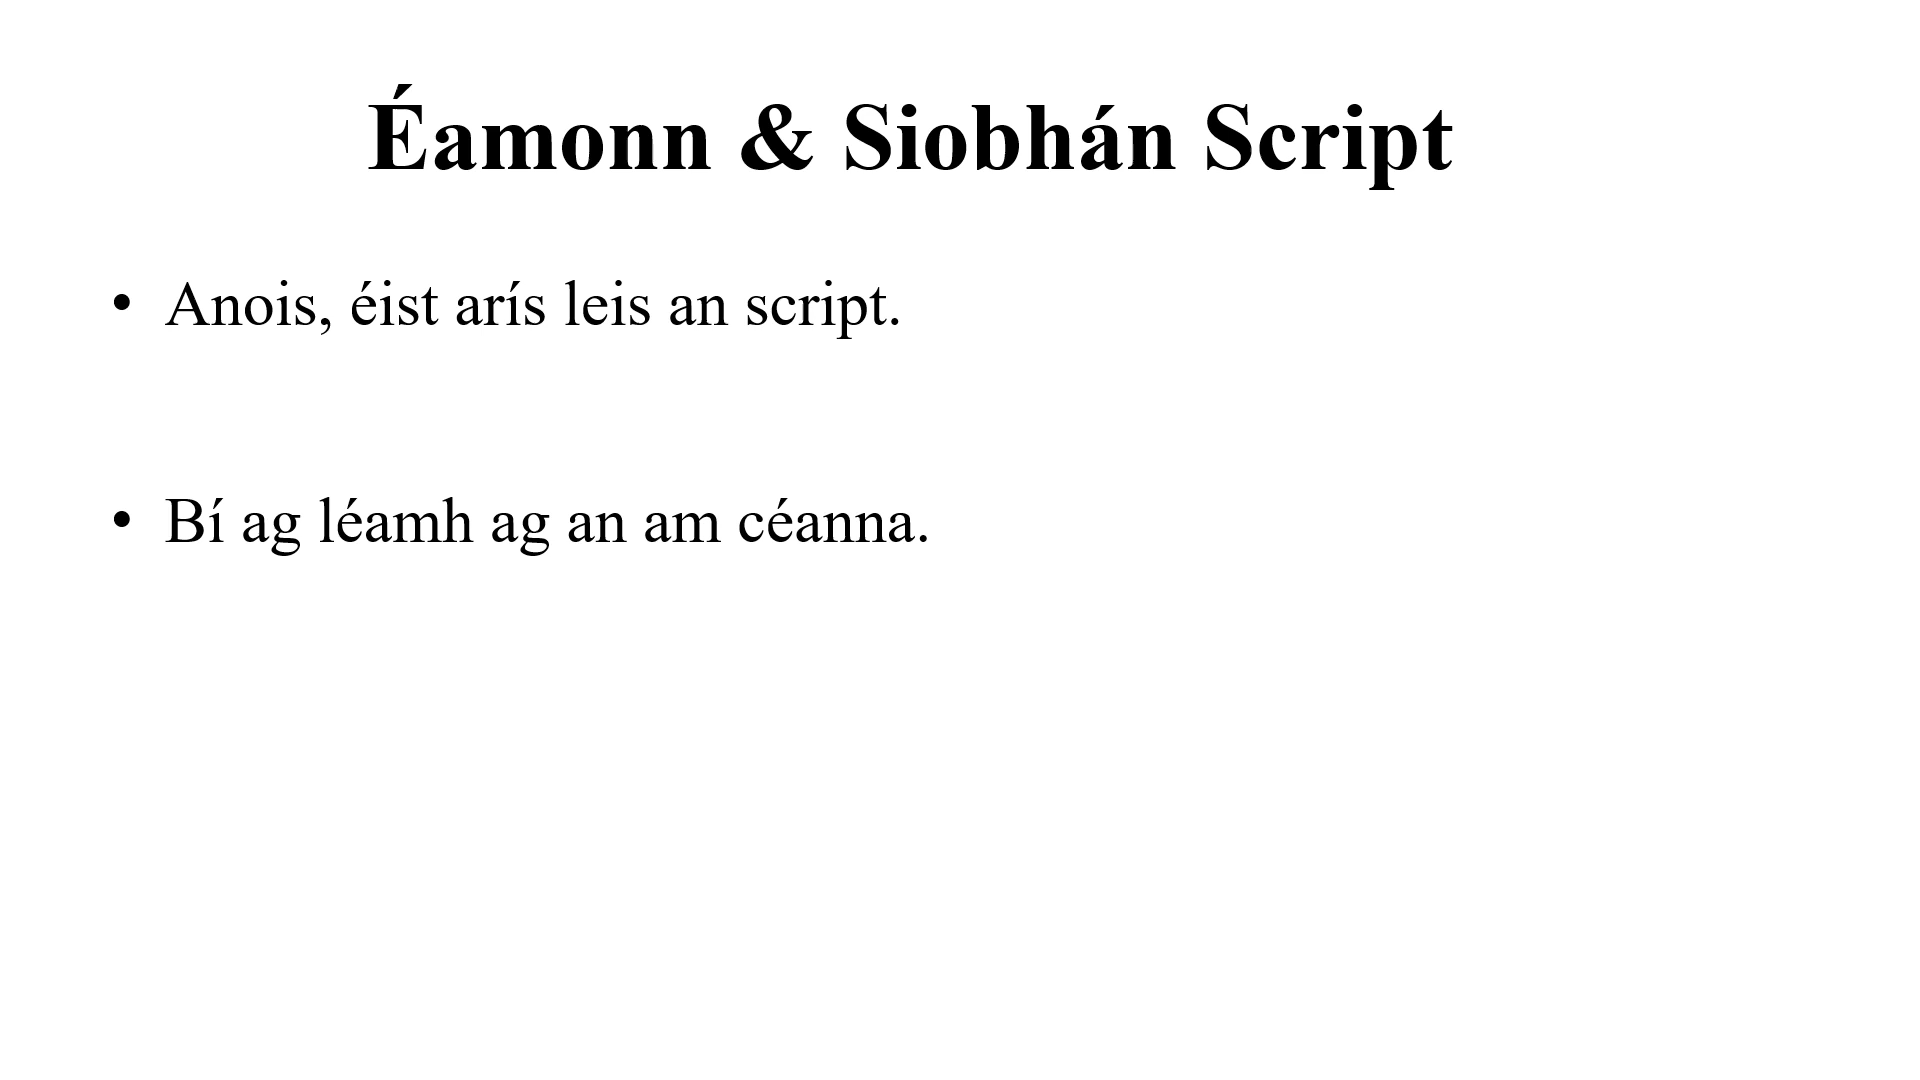 Éamonn & Siobhán Script
• Anois, éist arís leis an script.
• Bí ag léamh ag an am céanna.